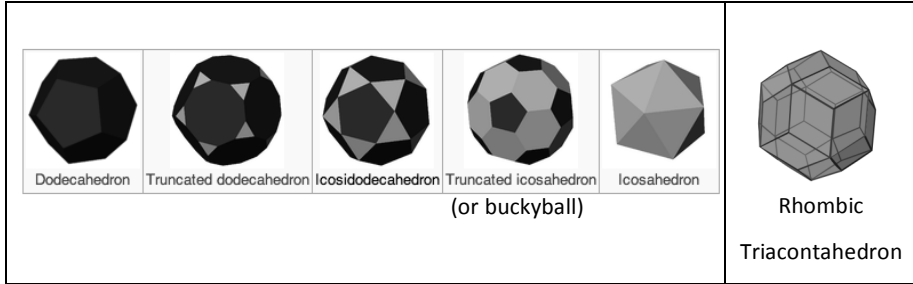 Dodecahedron
Truncated dodecahedron
Icosidodecahedron
Truncated icosahedron
Icosahedron
(or buckyball)
Rhombic
Triacontahedron